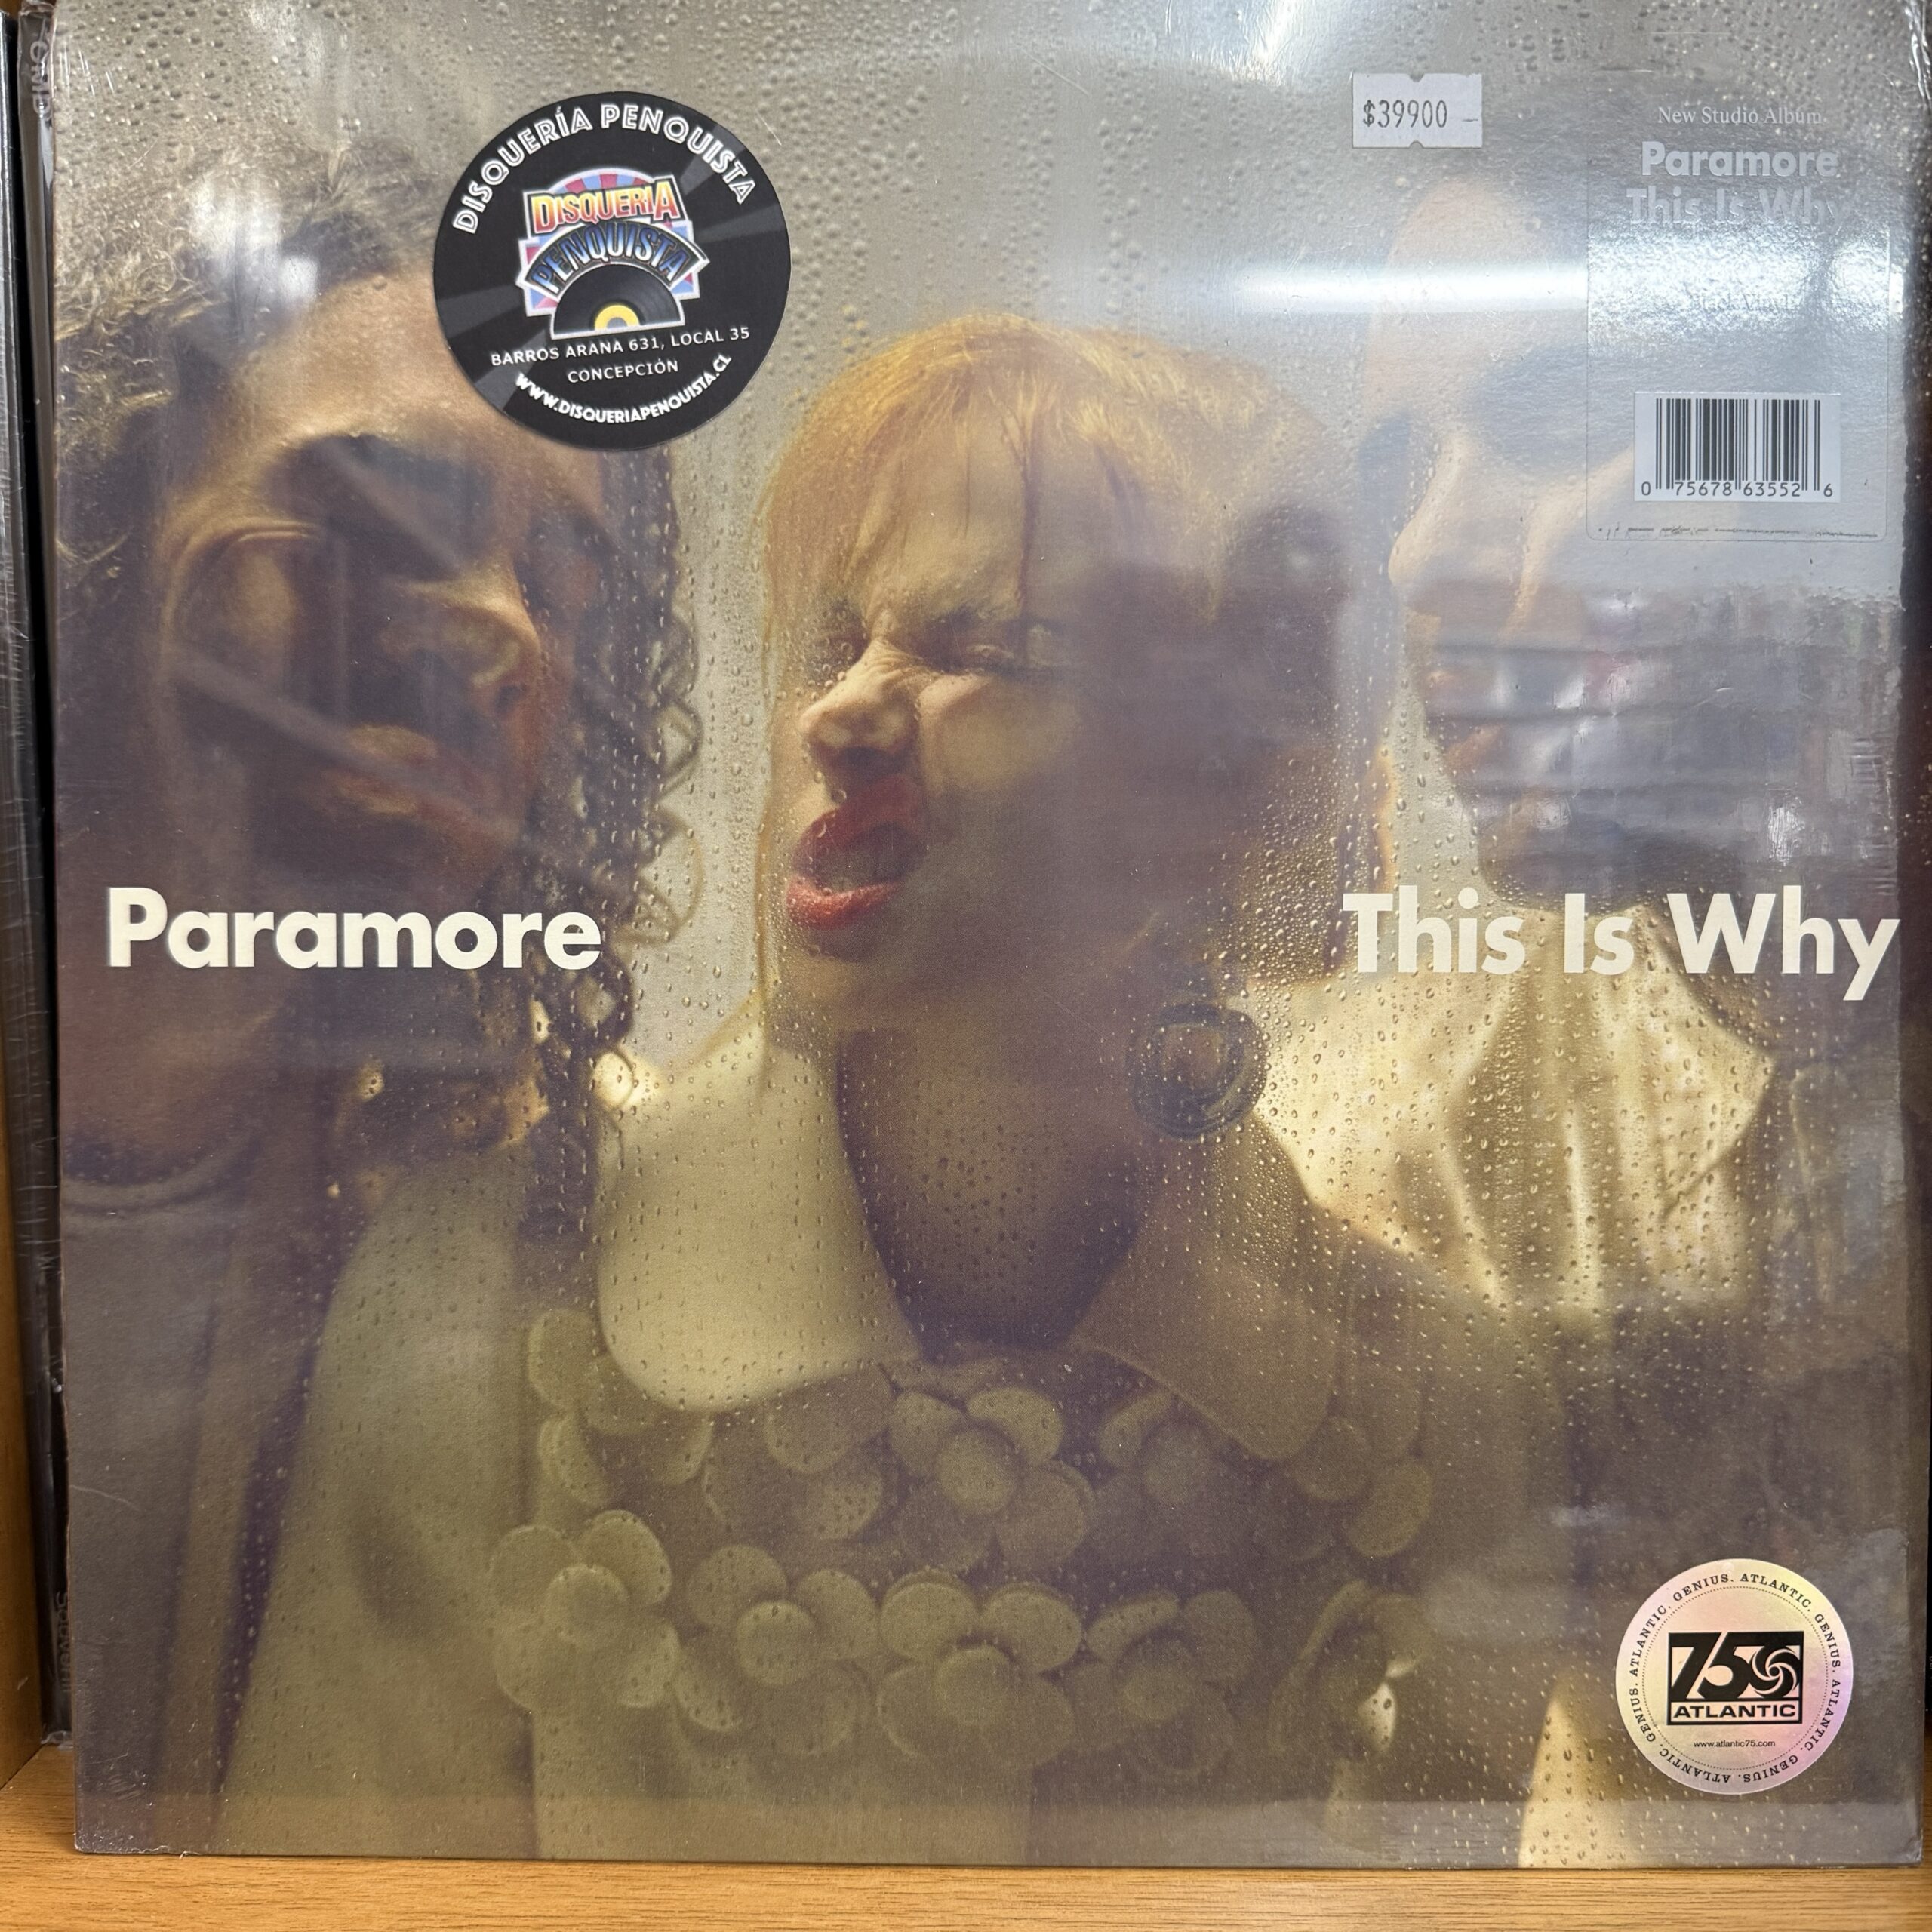 DISQUERÍA PENQUISTA
DISQUERIA
PENQUISTA
BARROS ARANA 631, LOCAL 35
CONCEPCIÓN
WWW.DISQUERIAPENQUISTA.CL
$39900
New Studio Album
Paramore
This Is Why
Black Vinyl
0 75678 63552 6
Paramore
This Is Why
ATLANTIC. GENIUS. ATLANTIC. GENIUS. ATLANTIC. GENIUS. ATLANTIC. GENIUS.
75
ATLANTIC
www.atlantic75.com